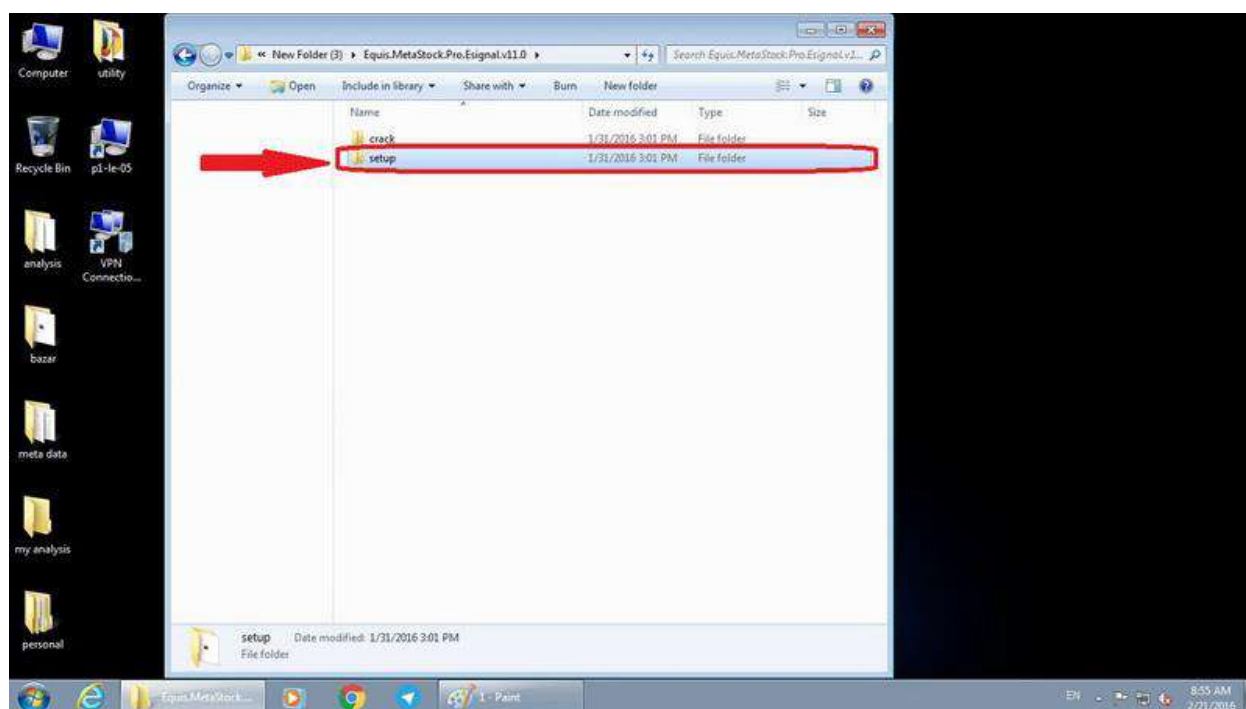 Computer
utility
Recycle Bin
p1-le-05
analysis
VPN
Connectio...
bazar
meta data
my analysis
personal
« New Folder (3) ▸ Equis.MetaStock.Pro.Esignal.v11.0 ▸
Search Equis.MetaStock.Pro.Esignal.v1...
Organize ▾ Open Include in library ▾ Share with ▾ Burn New folder
Name Date modified Type Size
crack 1/31/2016 3:01 PM File folder
setup 1/31/2016 3:01 PM File folder
setup Date modified: 1/31/2016 3:01 PM
File folder
Equis.MetaStock.... 1 - Paint EN 8:55 AM
2/21/2016